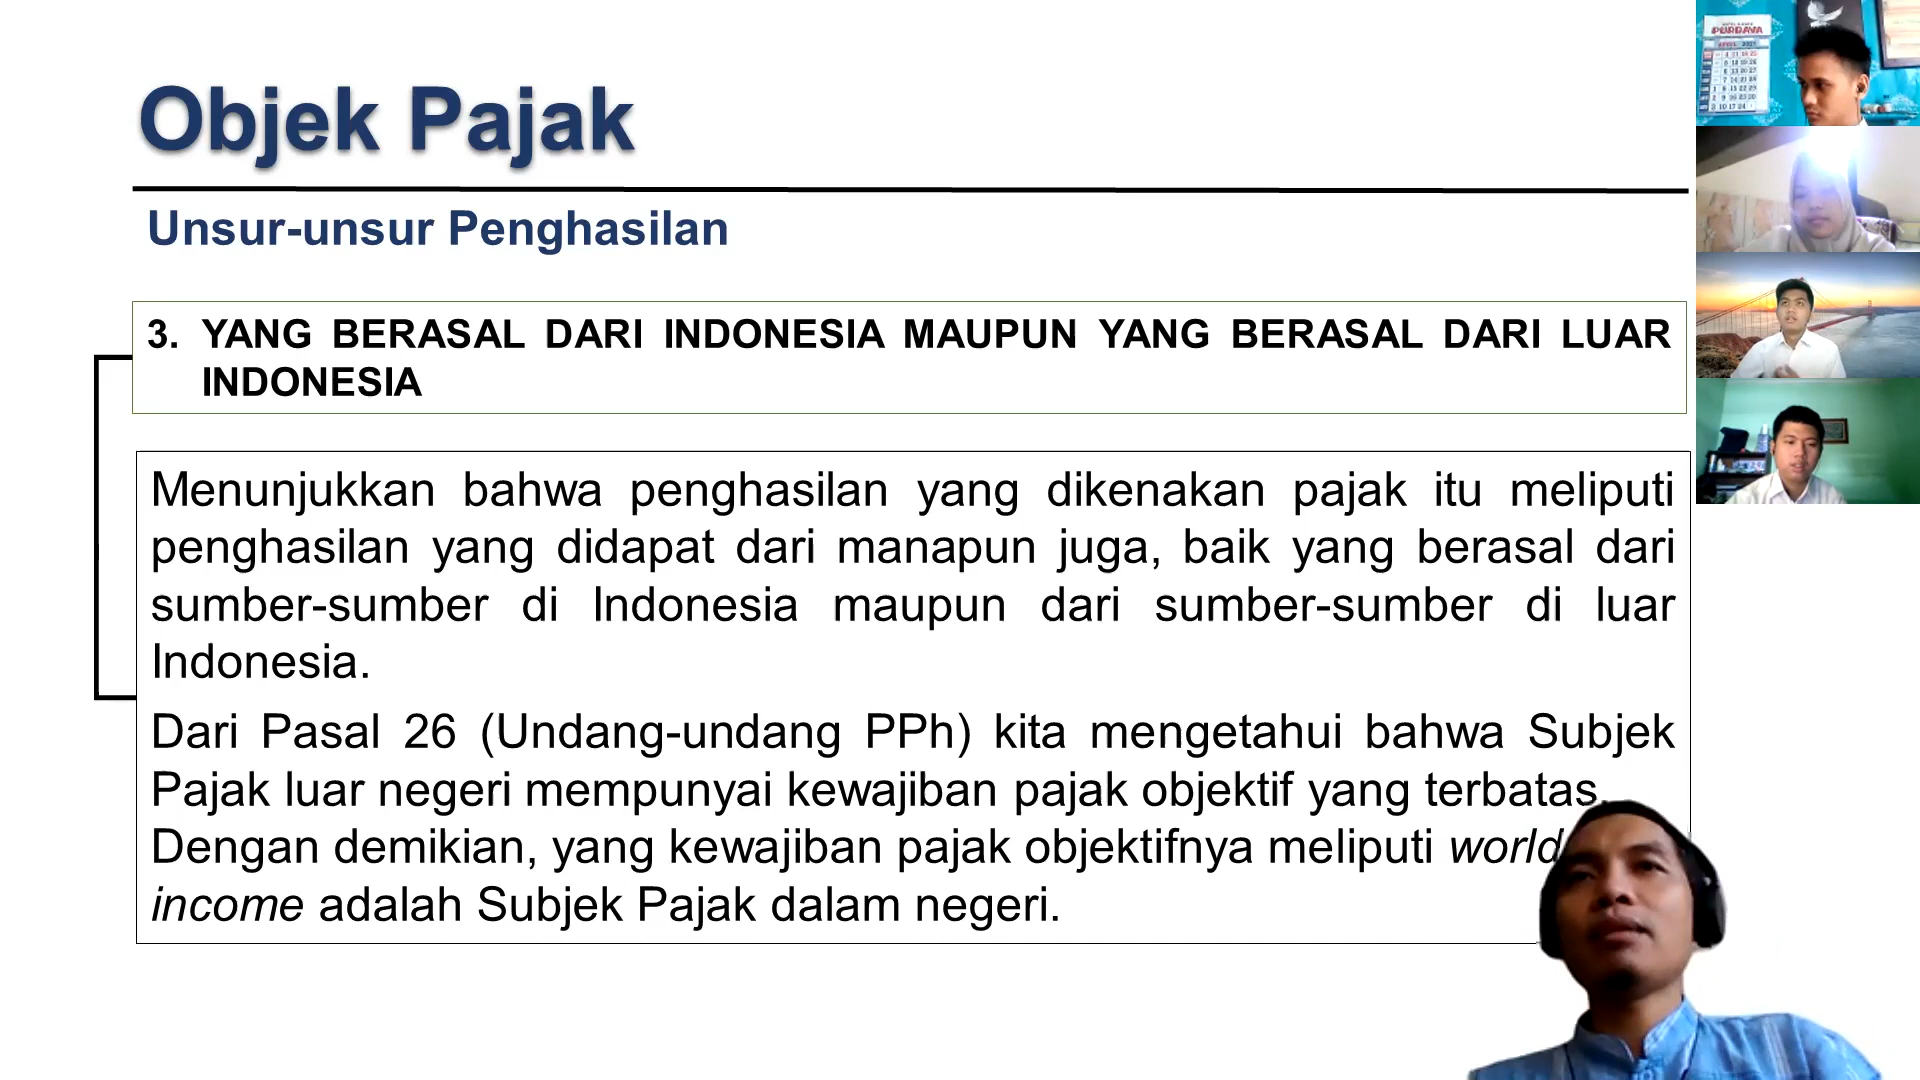 Objek Pajak
Unsur-unsur Penghasilan
3. YANG BERASAL DARI INDONESIA MAUPUN YANG BERASAL DARI LUAR
INDONESIA
Menunjukkan bahwa penghasilan yang dikenakan pajak itu meliputi
penghasilan yang didapat dari manapun juga, baik yang berasal dari
sumber-sumber di Indonesia maupun dari sumber-sumber di luar
Indonesia.
Dari Pasal 26 (Undang-undang PPh) kita mengetahui bahwa Subjek
Pajak luar negeri mempunyai kewajiban pajak objektif yang terbatas.
Dengan demikian, yang kewajiban pajak objektifnya meliputi world
income adalah Subjek Pajak dalam negeri.
PURBAYA
APRIL 2021